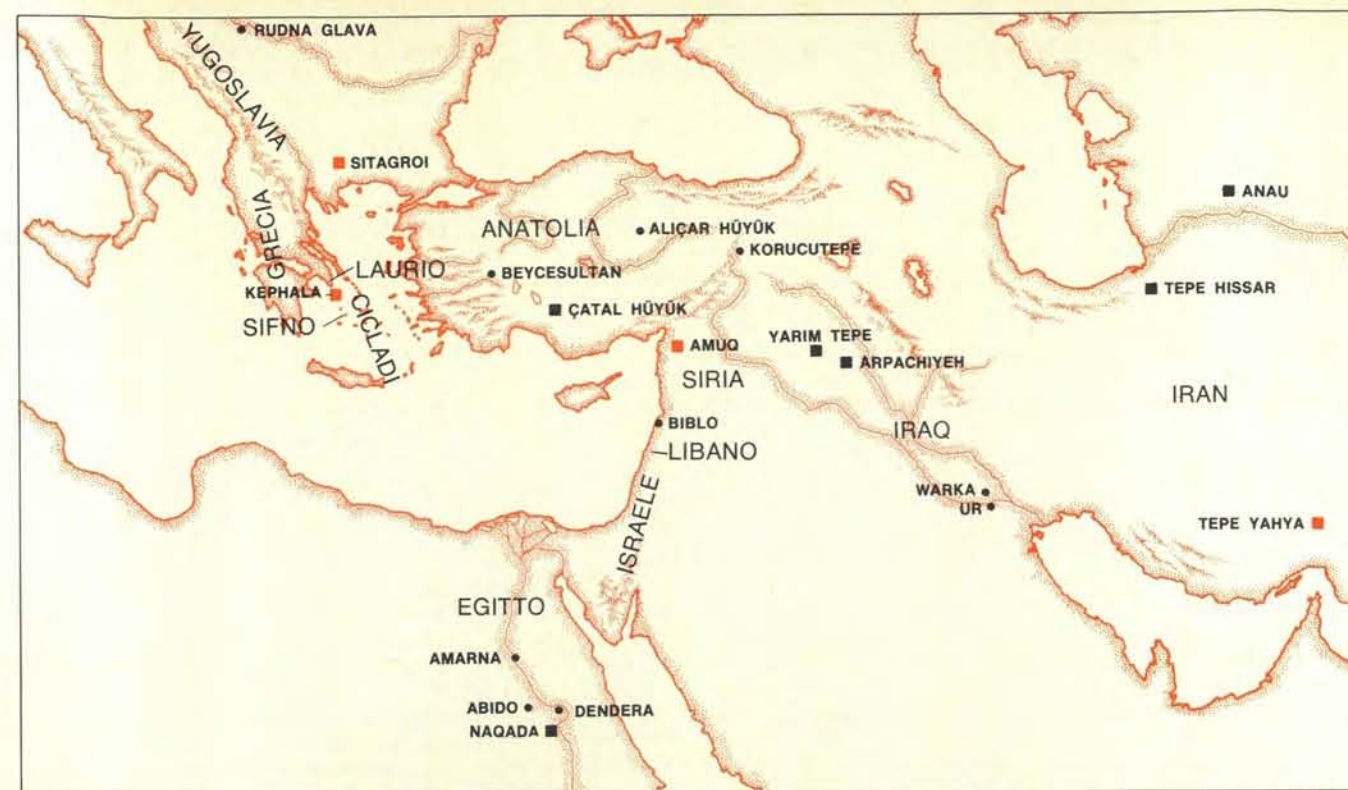 RUDNA GLAVA
YUGOSLAVIA
SITAGROI
ANAU
GRECIA
ANATOLIA
ALIÇAR HÜYÜK
KORUCUTEPE
LAURIO
BEYCESULTAN
KEPHALA
TEPE HISSAR
SIFNO
CICLADI
ÇATAL HÜYÜK
YARIM TEPE
AMUQ
ARPACHIYEH
SIRIA
IRAN
BIBLO
IRAQ
LIBANO
WARKA
UR
ISRAELE
TEPE YAHYA
EGITTO
AMARNA
ABIDO
DENDERA
NAQADA